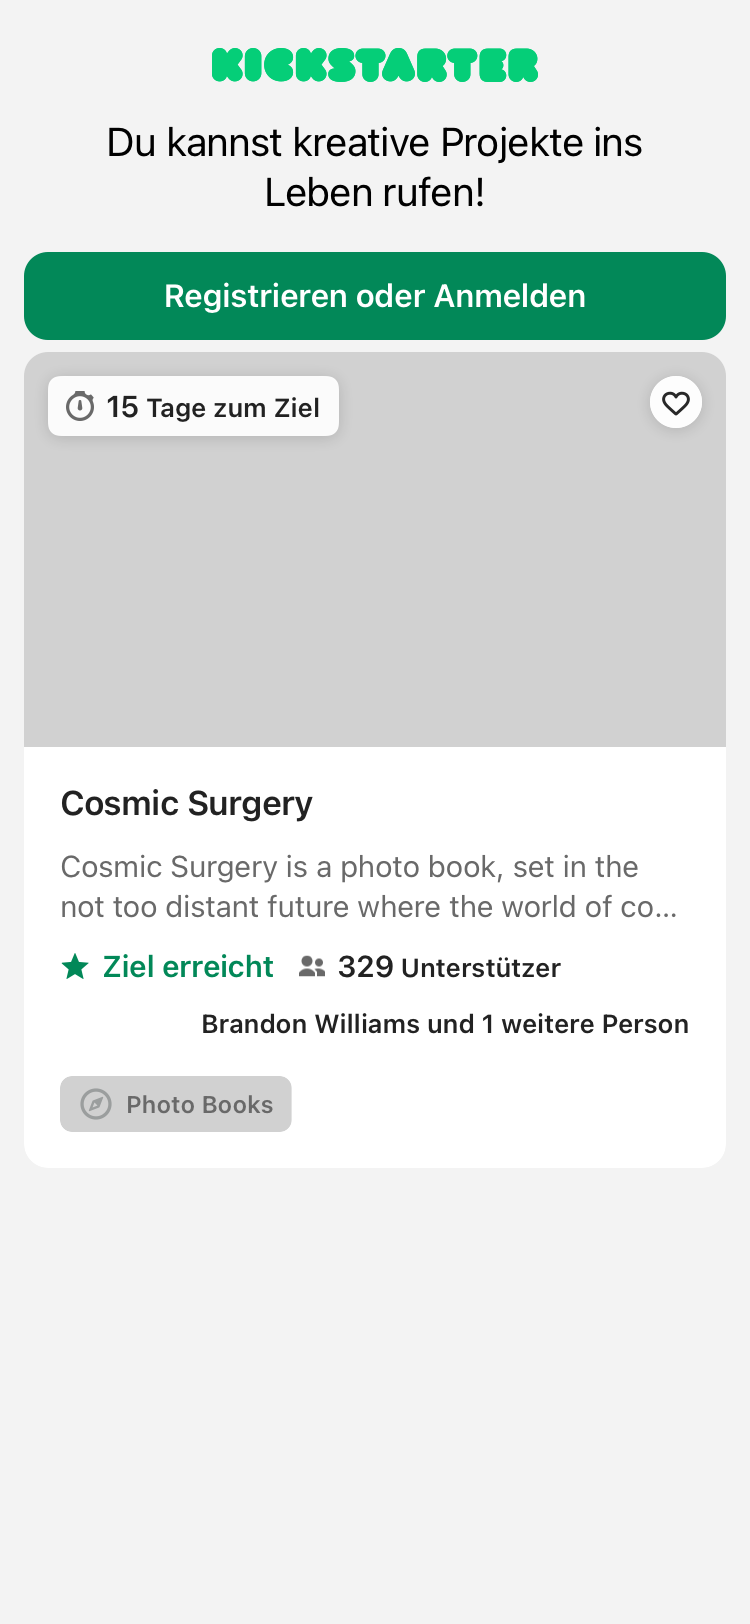 KICKSTARTER
Du kannst kreative Projekte ins
Leben rufen!
Registrieren oder Anmelden
15 Tage zum Ziel
Cosmic Surgery
Cosmic Surgery is a photo book, set in the
not too distant future where the world of co...
Ziel erreicht 329 Unterstützer
Brandon Williams und 1 weitere Person
Photo Books